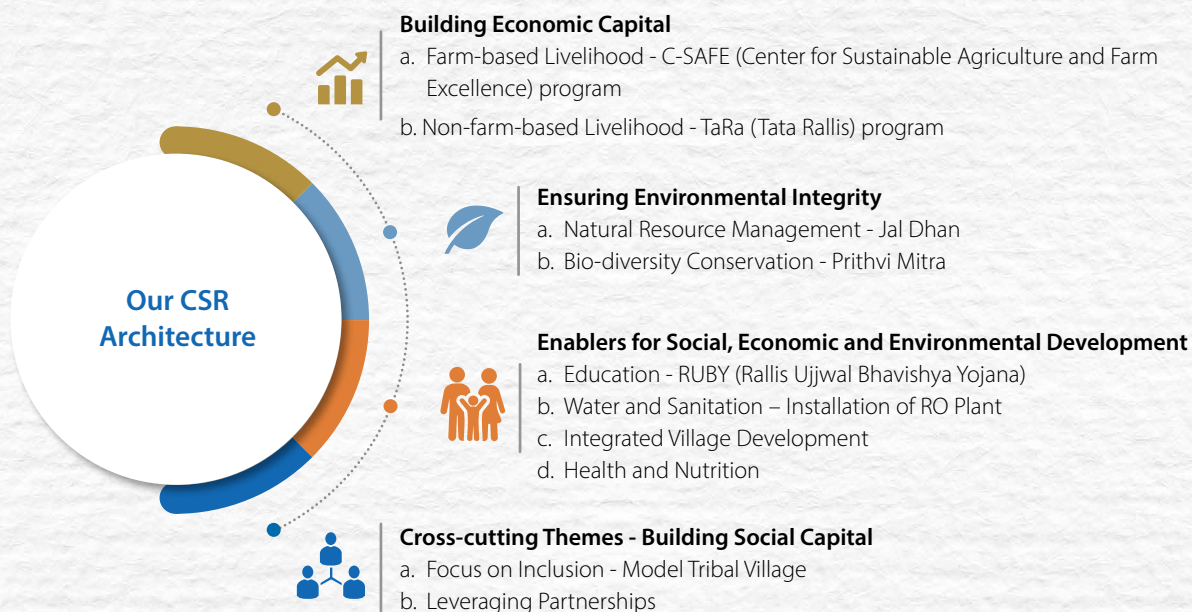 Our CSR
Architecture
Building Economic Capital
a. Farm-based Livelihood - C-SAFE (Center for Sustainable Agriculture and Farm
Excellence) program
b. Non-farm-based Livelihood - TaRa (Tata Rallis) program
Ensuring Environmental Integrity
a. Natural Resource Management - Jal Dhan
b. Bio-diversity Conservation - Prithvi Mitra
Enablers for Social, Economic and Environmental Development
a. Education - RUBY (Rallis Ujjwal Bhavishya Yojana)
b. Water and Sanitation – Installation of RO Plant
c. Integrated Village Development
d. Health and Nutrition
Cross-cutting Themes - Building Social Capital
a. Focus on Inclusion - Model Tribal Village
b. Leveraging Partnerships